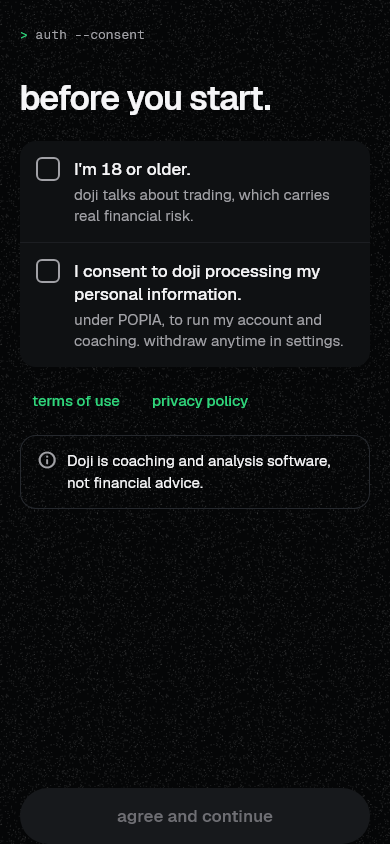 > auth --consent
before you start.
I'm 18 or older.
doji talks about trading, which carries
real financial risk.
I consent to doji processing my
personal information.
under POPIA, to run my account and
coaching. withdraw anytime in settings.
terms of use privacy policy
Doji is coaching and analysis software,
not financial advice.
agree and continue